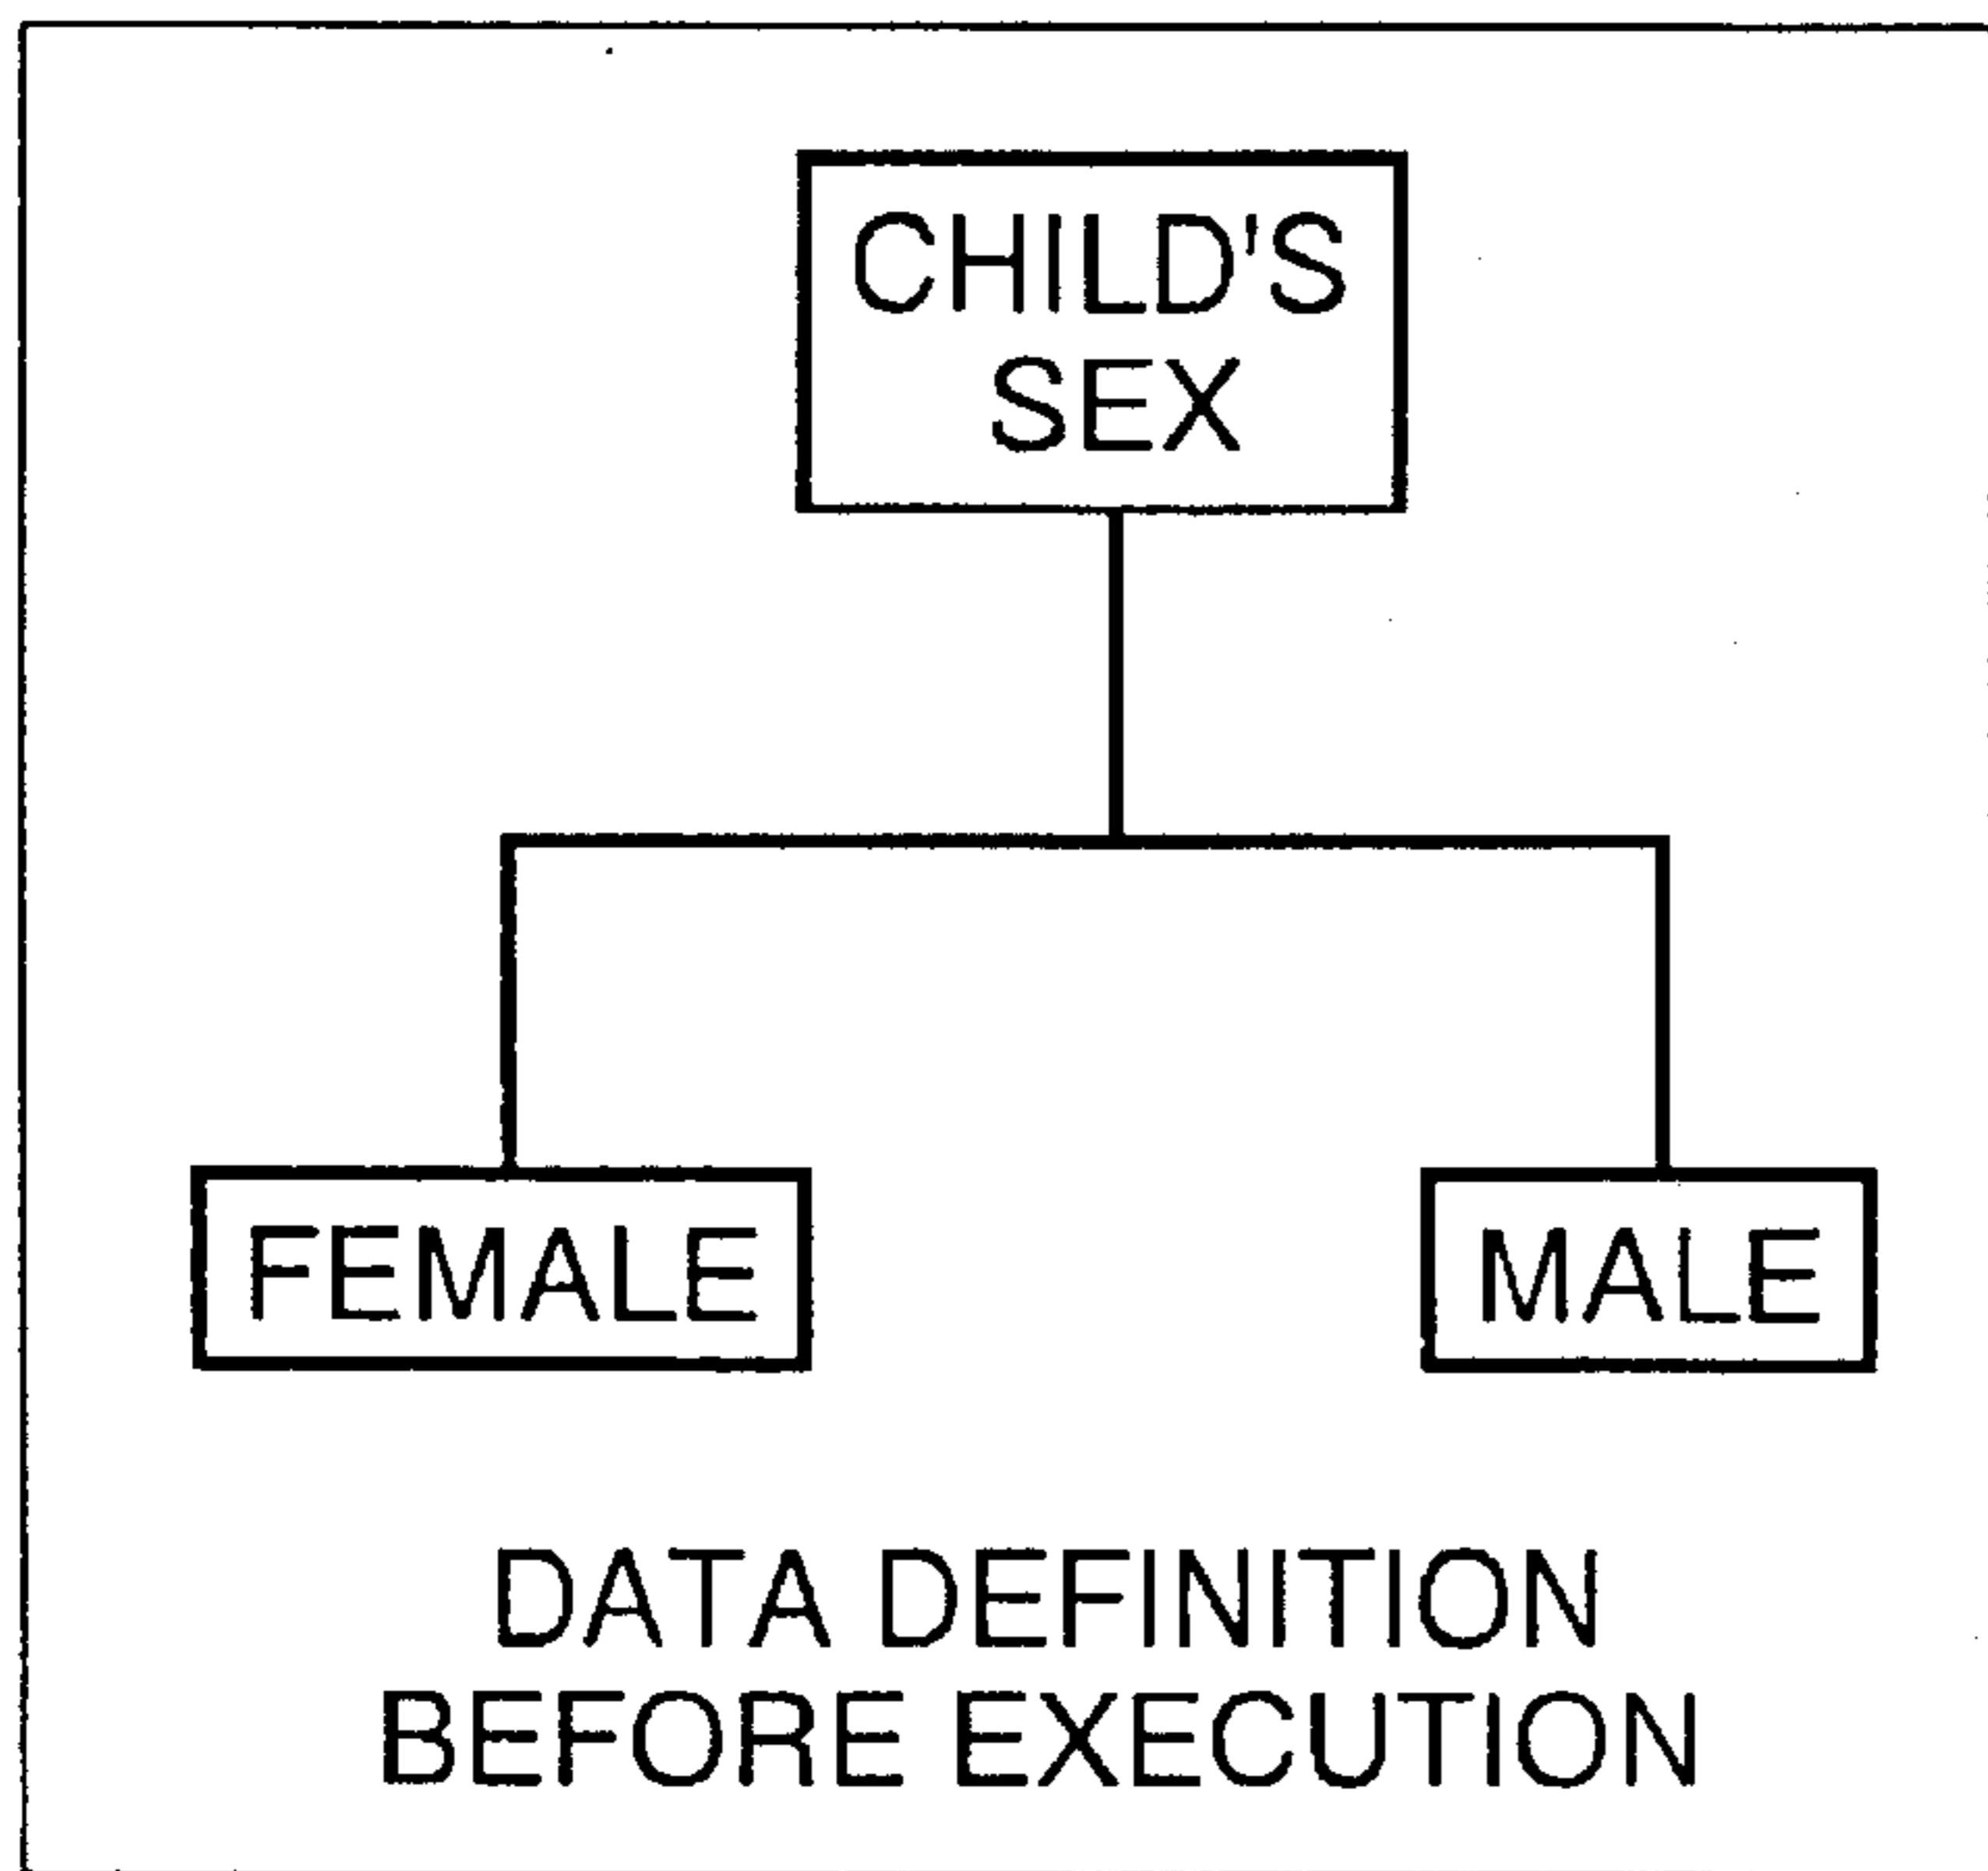 CHILD'S
SEX
FEMALE
MALE
DATA DEFINITION
BEFORE EXECUTION